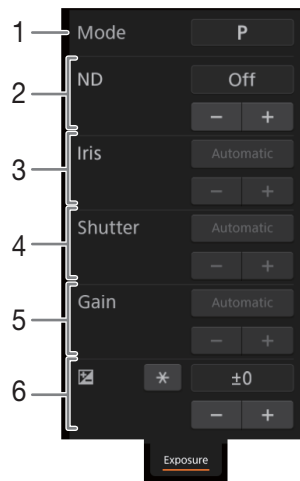 1 Mode P
2 ND Off
− +
3 Iris Automatic
− +
4 Shutter Automatic
− +
5 Gain Automatic
− +
6 ±0
− +
Exposure